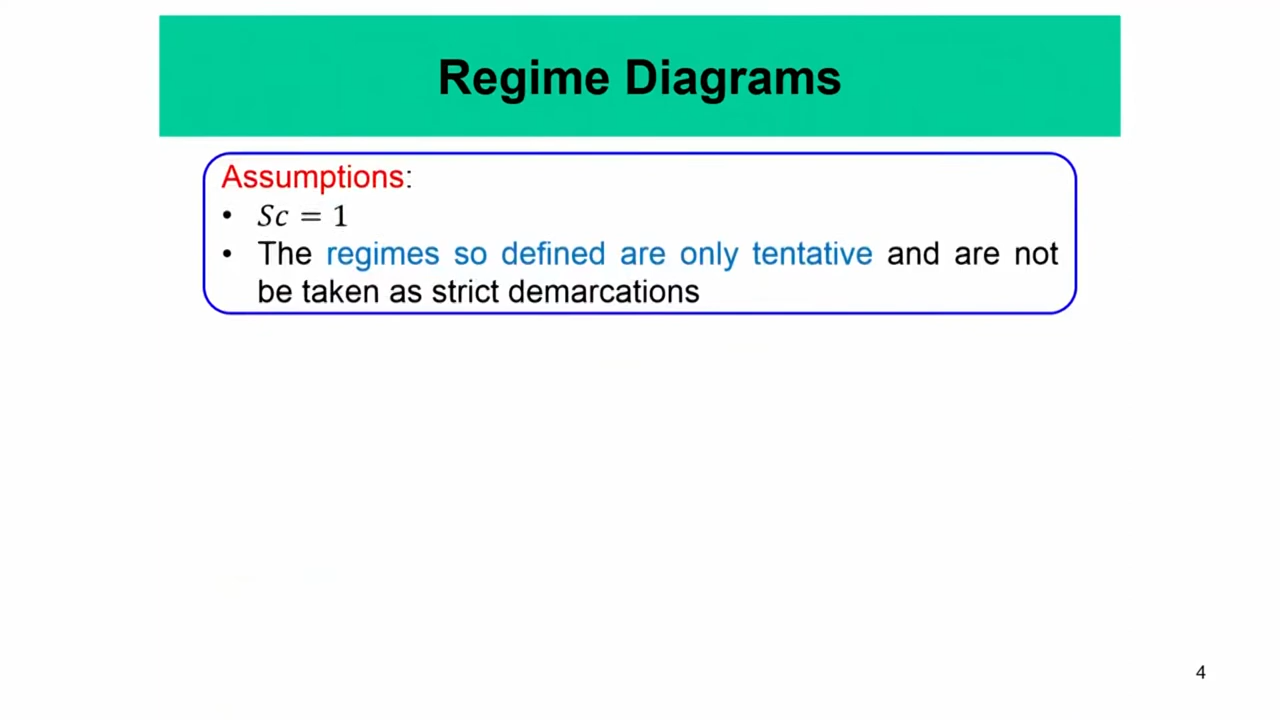 Regime Diagrams
Assumptions:
• Sc = 1
• The regimes so defined are only tentative and are not
be taken as strict demarcations
4